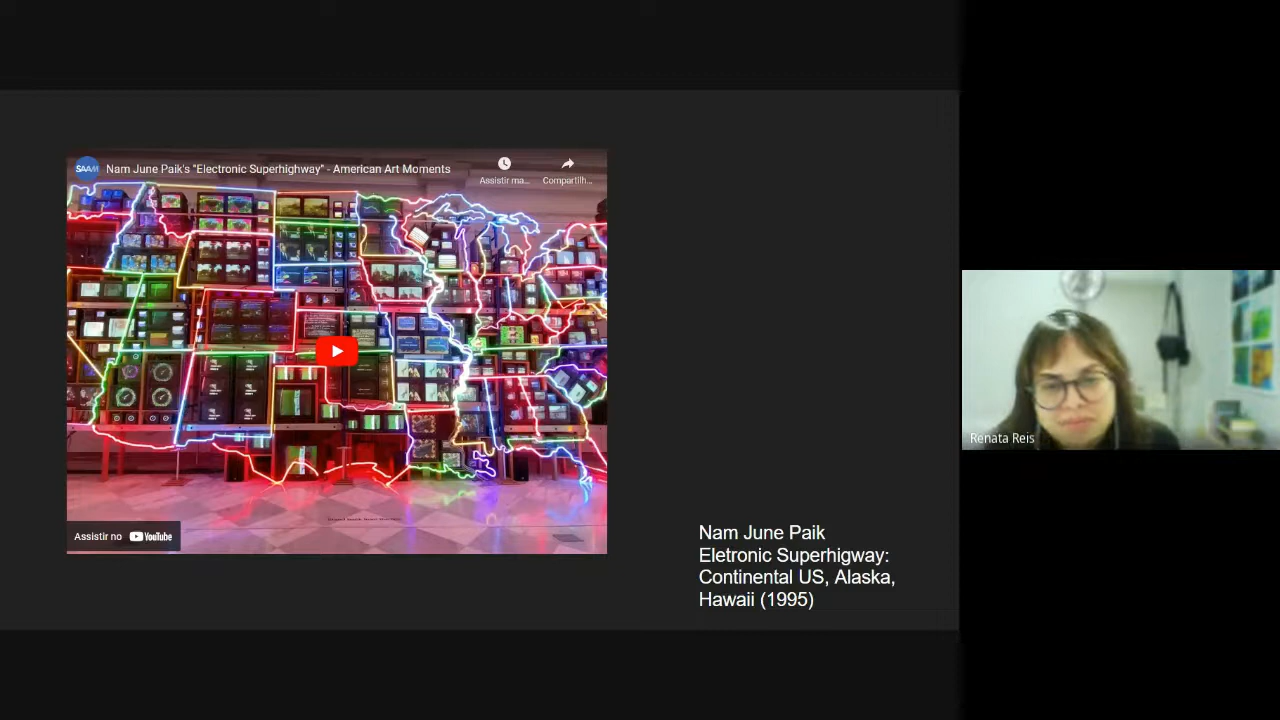 SAAM
Nam June Paik's "Electronic Superhighway" - American Art Moments
Assistir ma...
Compartilh...
Assistir no YouTube
Nam June Paik
Eletronic Superhigway:
Continental US, Alaska,
Hawaii (1995)
Renata Reis